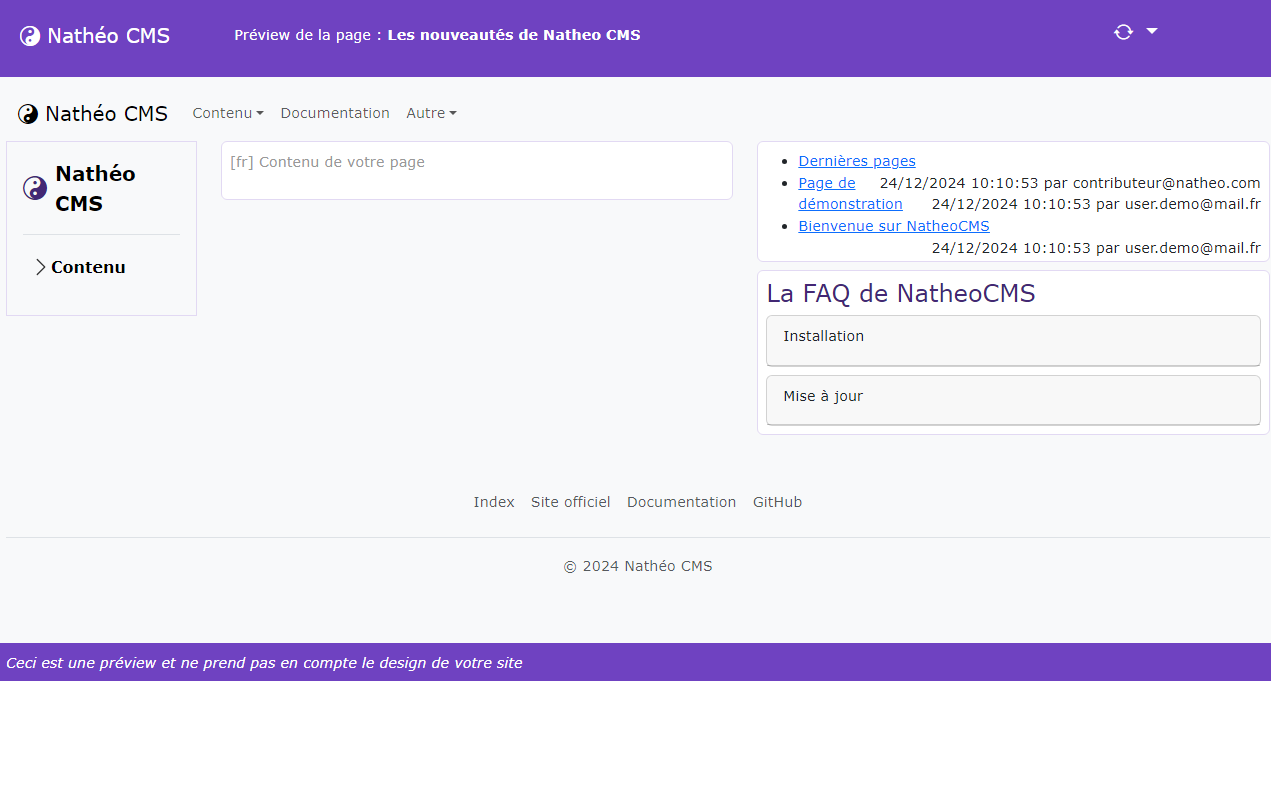 Nathéo CMS
Préview de la page : Les nouveautés de Natheo CMS
Nathéo CMS
Contenu
Documentation
Autre
Nathéo
CMS
Contenu
[fr] Contenu de votre page
Dernières pages
Page de 24/12/2024 10:10:53 par contributeur@natheo.com
démonstration 24/12/2024 10:10:53 par user.demo@mail.fr
Bienvenue sur NatheoCMS
24/12/2024 10:10:53 par user.demo@mail.fr
La FAQ de NatheoCMS
Installation
Mise à jour
Index Site officiel Documentation GitHub
© 2024 Nathéo CMS
Ceci est une préview et ne prend pas en compte le design de votre site